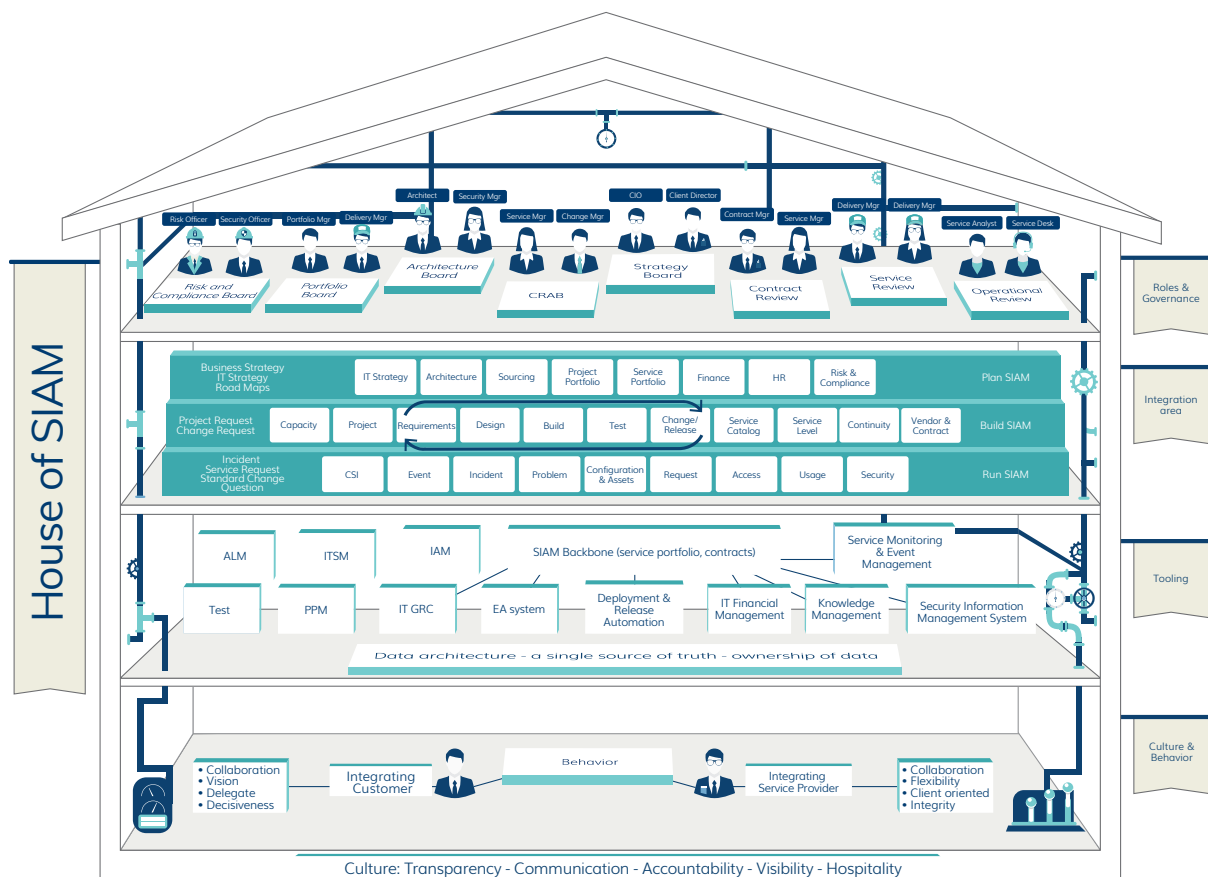 House of SIAM
Risk Officer
Security Officer
Portfolio Mgr
Delivery Mgr
Architect
Security Mgr
Service Mgr
Change Mgr
CIO
Client Director
Contract Mgr
Service Mgr
Delivery Mgr
Delivery Mgr
Service Analyst
Service Desk
Risk and
Compliance Board
Portfolio
Board
Architecture
Board
CRAB
Strategy
Board
Contract
Review
Service
Review
Operational
Review
Roles &
Governance
Business Strategy
IT Strategy
Road Maps
IT Strategy
Architecture
Sourcing
Project
Portfolio
Service
Portfolio
Finance
HR
Risk &
Compliance
Plan SIAM
Project Request
Change Request
Capacity
Project
Requirements
Design
Build
Test
Change/
Release
Service
Catalog
Service
Level
Continuity
Vendor &
Contract
Build SIAM
Incident
Service Request
Standard Change
Question
CSI
Event
Incident
Problem
Configuration
& Assets
Request
Access
Usage
Security
Run SIAM
Integration
area
ALM
ITSM
IAM
SIAM Backbone (service portfolio, contracts)
Service Monitoring
& Event
Management
Test
PPM
IT GRC
EA system
Deployment &
Release
Automation
IT Financial
Management
Knowledge
Management
Security Information
Management System
Data architecture - a single source of truth - ownership of data
Tooling
• Collaboration
• Vision
• Delegate
• Decisiveness
Integrating
Customer
Behavior
Integrating
Service Provider
• Collaboration
• Flexibility
• Client oriented
• Integrity
Culture &
Behavior
Culture: Transparency - Communication - Accountability - Visibility - Hospitality